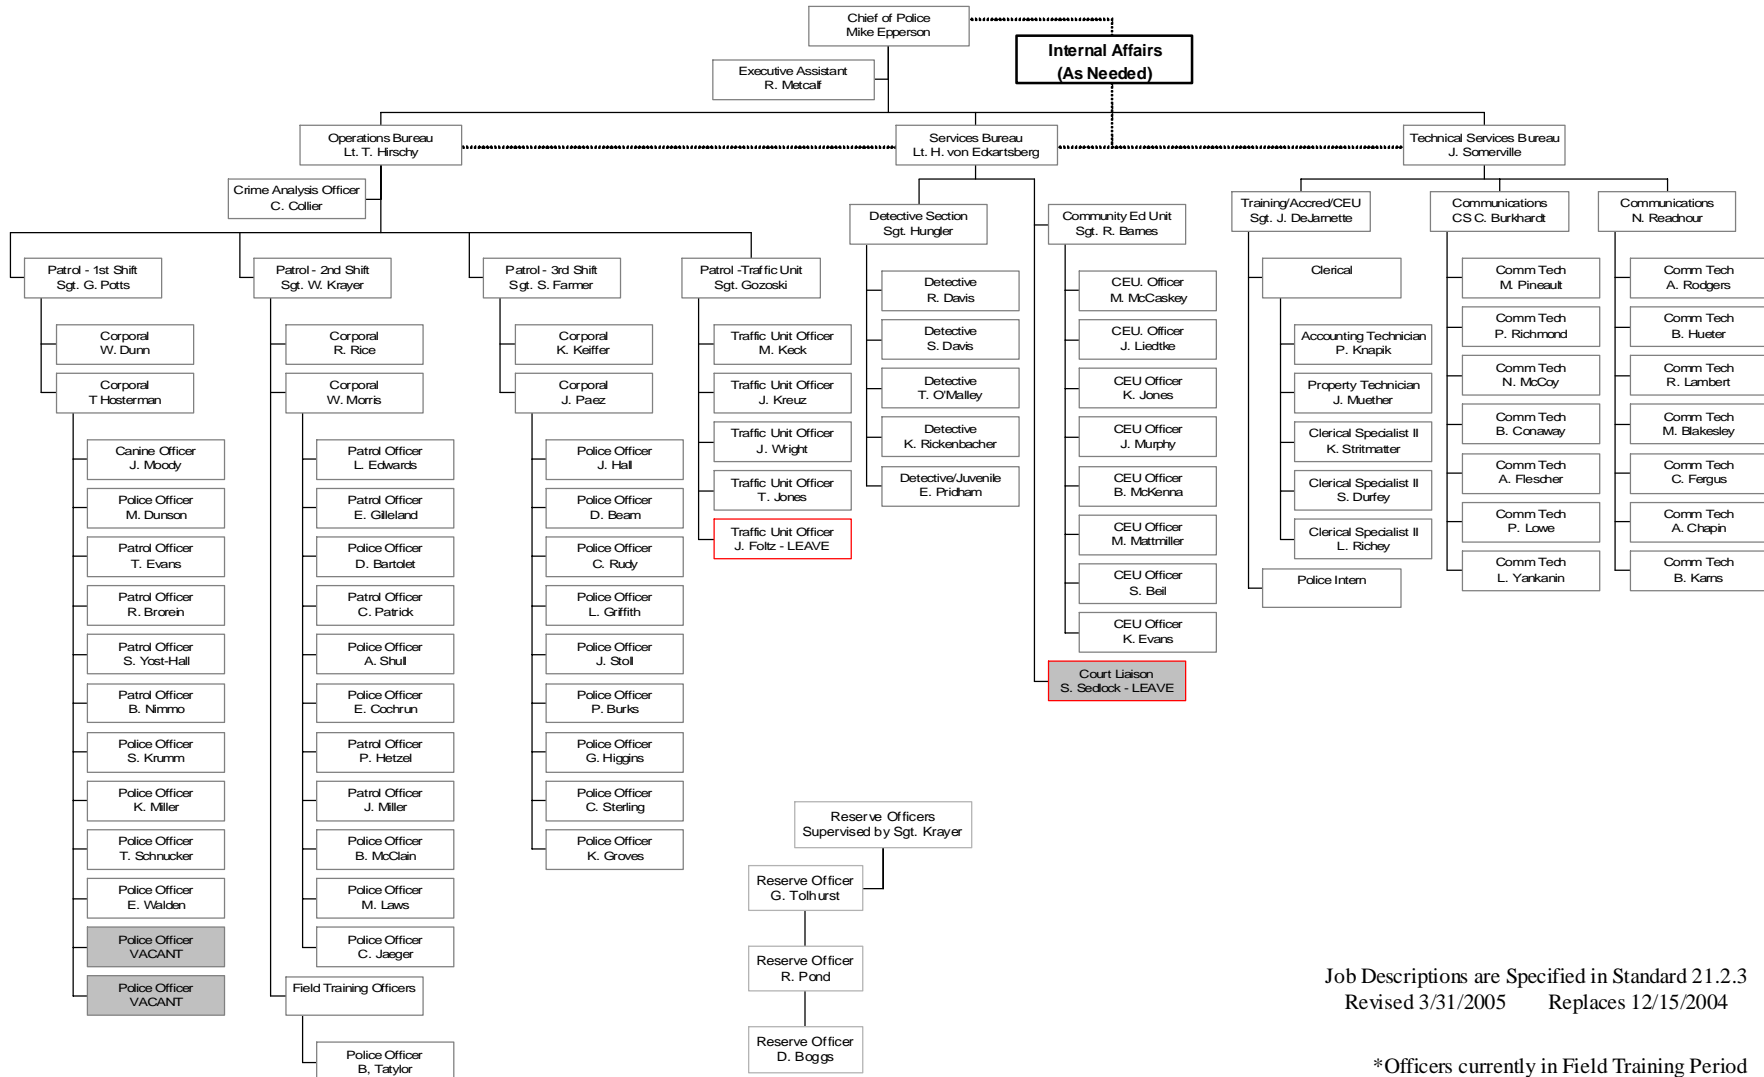 Chief of Police
Mike Epperson
Internal Affairs
(As Needed)
Executive Assistant
R. Metcalf
Operations Bureau
Lt. T. Hirschy
Services Bureau
Lt. H. von Eckartsberg
Technical Services Bureau
J. Somerville
Crime Analysis Officer
C. Collier
Patrol - 1st Shift
Sgt. G. Potts
Corporal
W. Dunn
Corporal
T Hosterman
Canine Officer
J. Moody
Police Officer
M. Dunson
Patrol Officer
T. Evans
Patrol Officer
R. Brorein
Patrol Officer
S. Yost-Hall
Patrol Officer
B. Nimmo
Police Officer
S. Krumm
Police Officer
K. Miller
Police Officer
T. Schnucker
Police Officer
E. Walden
Police Officer
VACANT
Police Officer
VACANT
Patrol - 2nd Shift
Sgt. W. Krayer
Corporal
R. Rice
Corporal
W. Morris
Patrol Officer
L. Edwards
Patrol Officer
E. Gilleland
Police Officer
D. Bartolet
Patrol Officer
C. Patrick
Police Officer
A. Shull
Police Officer
E. Cochrun
Patrol Officer
P. Hetzel
Patrol Officer
J. Miller
Police Officer
B. McClain
Police Officer
M. Laws
Police Officer
C. Jaeger
Field Training Officers
Police Officer
B, Tatylor
Patrol - 3rd Shift
Sgt. S. Farmer
Corporal
K. Keiffer
Corporal
J. Paez
Police Officer
J. Hall
Police Officer
D. Beam
Police Officer
C. Rudy
Police Officer
L. Griffith
Police Officer
J. Stoll
Police Officer
P. Burks
Police Officer
G. Higgins
Police Officer
C. Sterling
Police Officer
K. Groves
Patrol -Traffic Unit
Sgt. Gozoski
Traffic Unit Officer
M. Keck
Traffic Unit Officer
J. Kreuz
Traffic Unit Officer
J. Wright
Traffic Unit Officer
T. Jones
Traffic Unit Officer
J. Foltz - LEAVE
Detective Section
Sgt. Hungler
Detective
R. Davis
Detective
S. Davis
Detective
T. O'Malley
Detective
K. Rickenbacher
Detective/Juvenile
E. Pridham
Community Ed Unit
Sgt. R. Barnes
CEU. Officer
M. McCaskey
CEU. Officer
J. Liedtke
CEU Officer
K. Jones
CEU Officer
J. Murphy
CEU Officer
B. McKenna
CEU Officer
M. Mattmiller
CEU Officer
S. Beil
CEU Officer
K. Evans
Court Liaison
S. Sedlock - LEAVE
Training/Accred/CEU
Sgt. J. DeJarnette
Clerical
Accounting Technician
P. Knapik
Property Technician
J. Muether
Clerical Specialist II
K. Stritmatter
Clerical Specialist II
S. Durfey
Clerical Specialist II
L. Richey
Police Intern
Communications
CS C. Burkhardt
Comm Tech
M. Pineault
Comm Tech
P. Richmond
Comm Tech
N. McCoy
Comm Tech
B. Conaway
Comm Tech
A. Flescher
Comm Tech
P. Lowe
Comm Tech
L. Yankanin
Communications
N. Readnour
Comm Tech
A. Rodgers
Comm Tech
B. Hueter
Comm Tech
R. Lambert
Comm Tech
M. Blakesley
Comm Tech
C. Fergus
Comm Tech
A. Chapin
Comm Tech
B. Karns
Reserve Officers
Supervised by Sgt. Krayer
Reserve Officer
G. Tolhurst
Reserve Officer
R. Pond
Reserve Officer
D. Boggs
Job Descriptions are Specified in Standard 21.2.3
Revised 3/31/2005 Replaces 12/15/2004
*Officers currently in Field Training Period